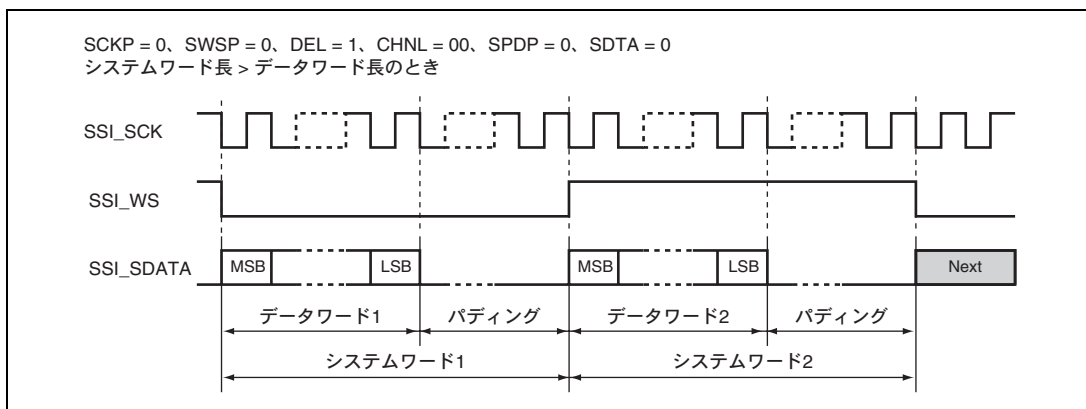 SCKP = 0、SWSP = 0、DEL = 1、CHNL = 00、SPDP = 0、SDTA = 0
システムワード長 > データワード長のとき
SSI_SCK
SSI_WS
SSI_SDATA
MSB
LSB
MSB
LSB
Next
データワード1
パディング
データワード2
パディング
システムワード1
システムワード2